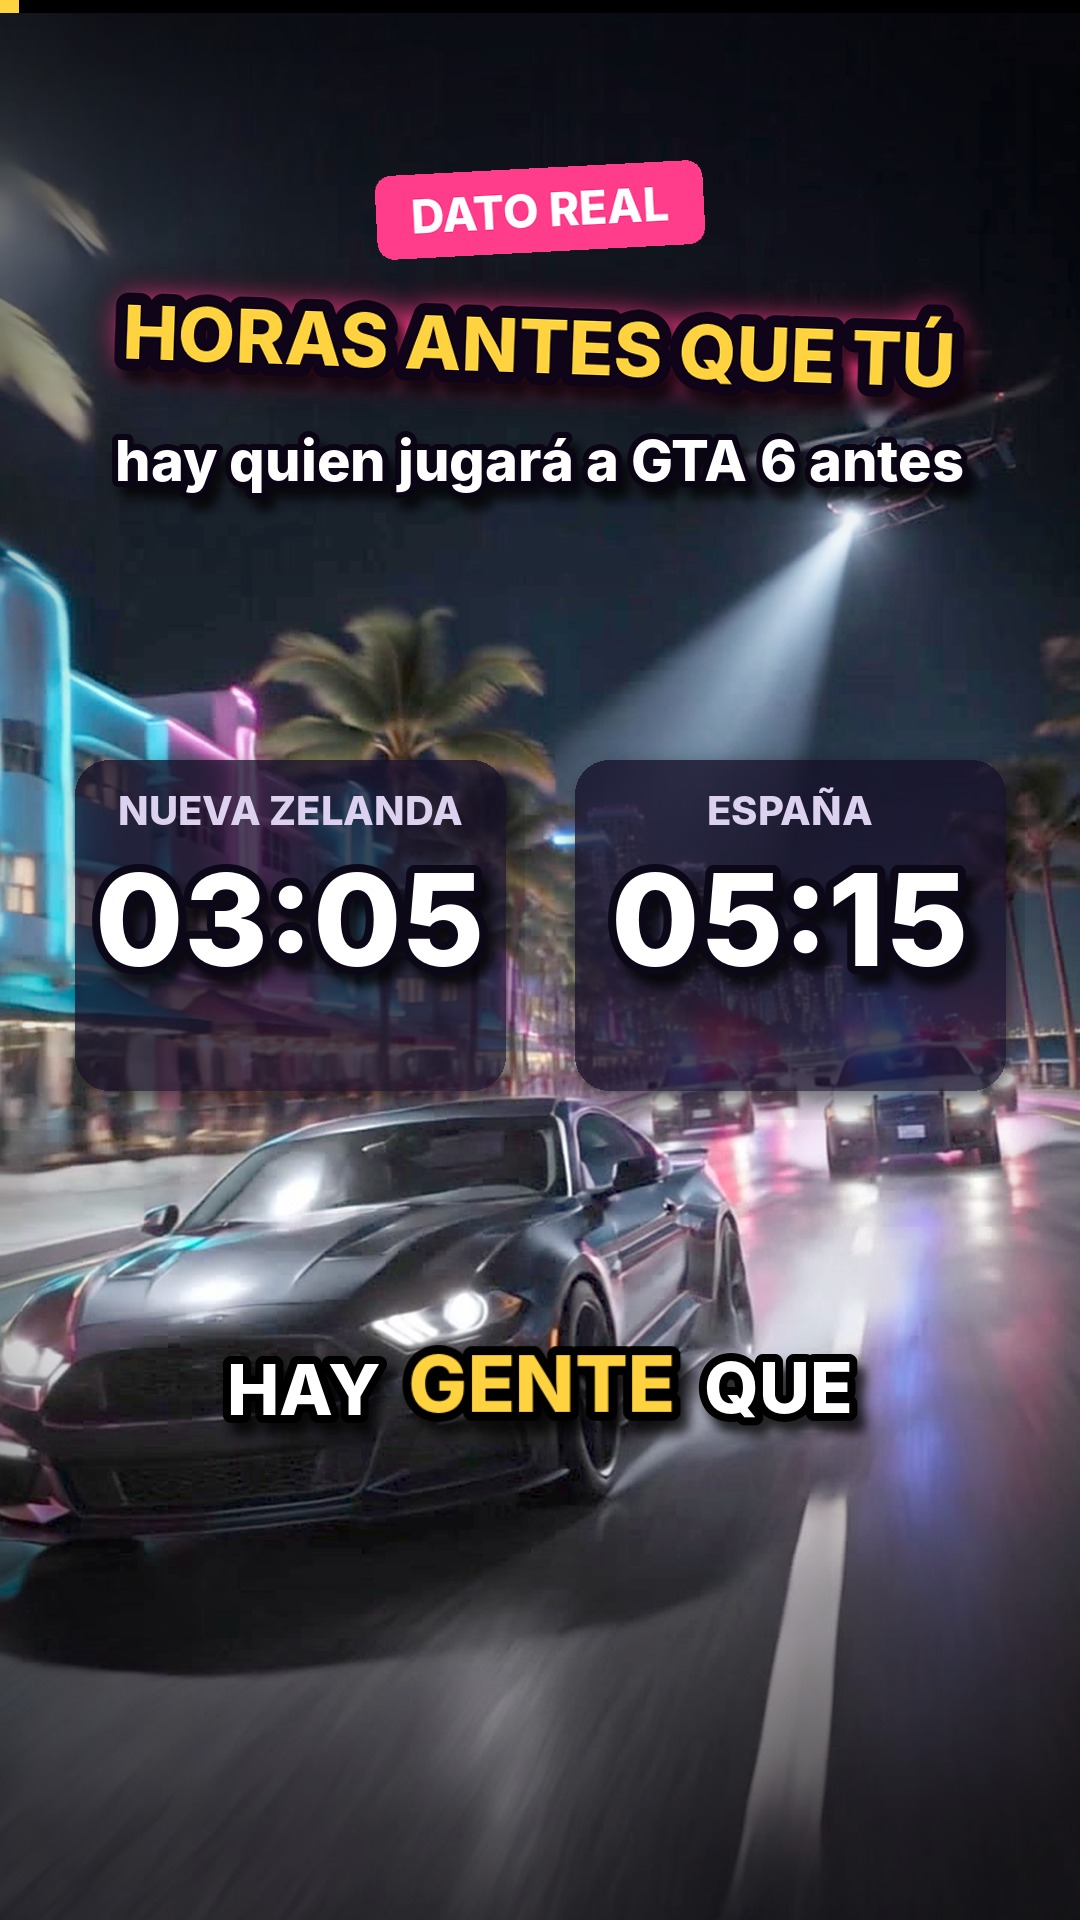 DATO REAL
HORAS ANTES QUE TÚ
hay quien jugará a GTA 6 antes
NUEVA ZELANDA
03:05
ESPAÑA
05:15
HAY GENTE QUE